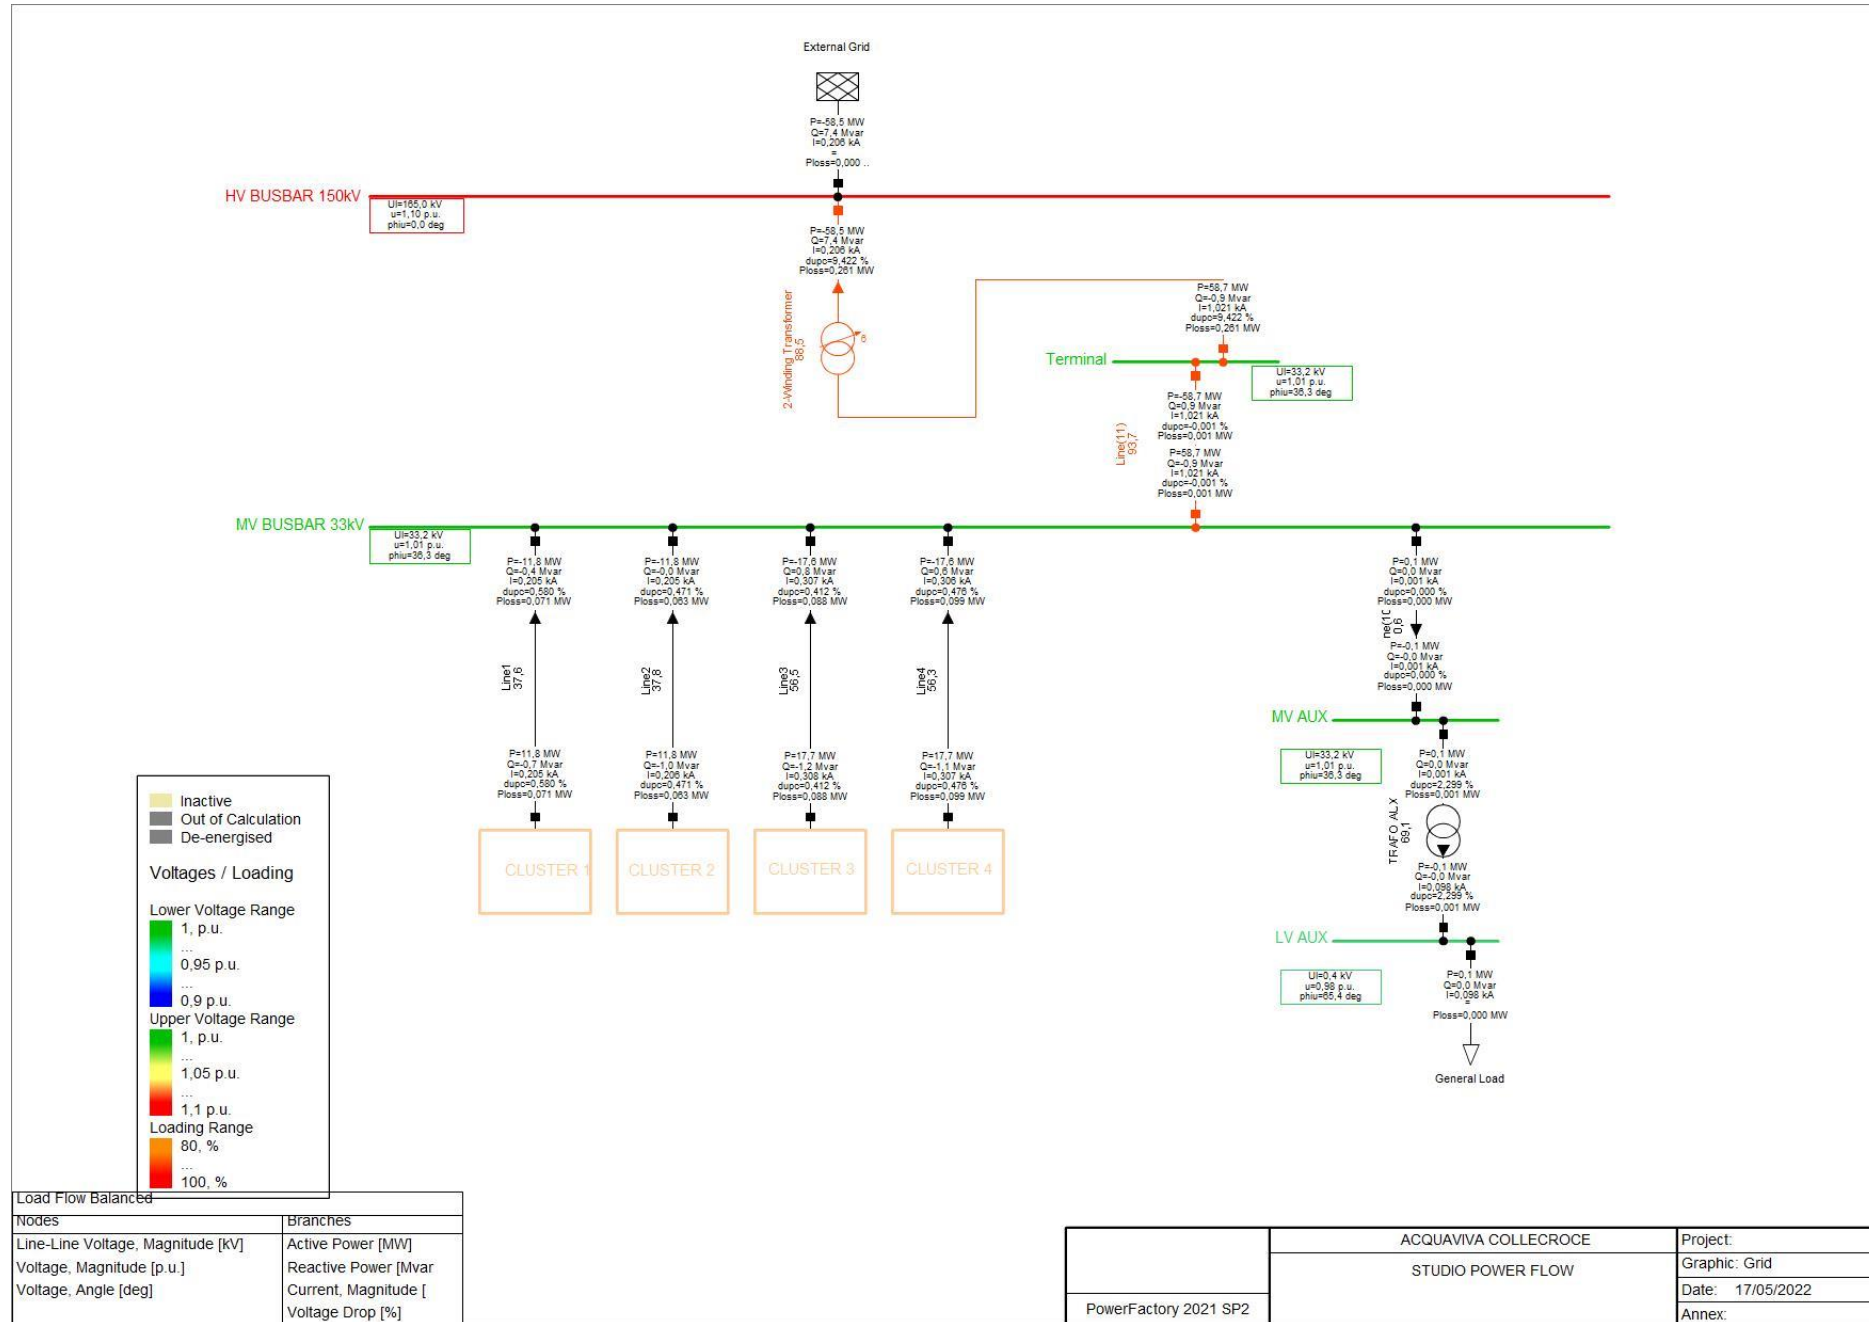 External Grid
P=-58,5 MW
Q=7,4 Mvar
I=0,206 kA
=
Ploss=0,000 ..
HV BUSBAR 150kV
Ul=165,0 kV
u=1,10 p.u.
phiu=0,0 deg
P=-58,5 MW
Q=7,4 Mvar
I=0,206 kA
dupc=9,422 %
Ploss=0,261 MW
2-Winding Transformer
88,5
6
P=58,7 MW
Q=-0,9 Mvar
I=1,021 kA
dupc=9,422 %
Ploss=0,261 MW
Terminal
Ul=33,2 kV
u=1,01 p.u.
phiu=36,3 deg
P=-58,7 MW
Q=0,9 Mvar
I=1,021 kA
dupc=-0,001 %
Ploss=0,001 MW
Line(11)
93,7
P=58,7 MW
Q=-0,9 Mvar
I=1,021 kA
dupc=-0,001 %
Ploss=0,001 MW
MV BUSBAR 33kV
Ul=33,2 kV
u=1,01 p.u.
phiu=36,3 deg
P=-11,8 MW
Q=-0,4 Mvar
I=0,205 kA
dupc=0,580 %
Ploss=0,071 MW
P=-11,8 MW
Q=-0,0 Mvar
I=0,205 kA
dupc=0,471 %
Ploss=0,063 MW
P=-17,6 MW
Q=0,8 Mvar
I=0,307 kA
dupc=0,412 %
Ploss=0,088 MW
P=-17,6 MW
Q=0,6 Mvar
I=0,306 kA
dupc=0,476 %
Ploss=0,099 MW
P=0,1 MW
Q=0,0 Mvar
I=0,001 kA
dupc=0,000 %
Ploss=0,000 MW
ne(1(
0,6
Line1
37,6
Line2
37,8
Line3
56,5
Line4
56,3
P=-0,1 MW
Q=-0,0 Mvar
I=0,001 kA
dupc=0,000 %
Ploss=0,000 MW
MV AUX
Ul=33,2 kV
u=1,01 p.u.
phiu=36,3 deg
P=11,8 MW
Q=-0,7 Mvar
I=0,205 kA
dupc=0,580 %
Ploss=0,071 MW
P=11,8 MW
Q=-1,0 Mvar
I=0,206 kA
dupc=0,471 %
Ploss=0,063 MW
P=17,7 MW
Q=-1,2 Mvar
I=0,308 kA
dupc=0,412 %
Ploss=0,088 MW
P=17,7 MW
Q=-1,1 Mvar
I=0,307 kA
dupc=0,476 %
Ploss=0,099 MW
P=0,1 MW
Q=0,0 Mvar
I=0,001 kA
dupc=2,299 %
Ploss=0,001 MW
TRAFO AUX
69,1
CLUSTER 1
CLUSTER 2
CLUSTER 3
CLUSTER 4
P=-0,1 MW
Q=-0,0 Mvar
I=0,098 kA
dupc=2,299 %
Ploss=0,001 MW
LV AUX
Ul=0,4 kV
u=0,98 p.u.
phiu=65,4 deg
P=0,1 MW
Q=0,0 Mvar
I=0,098 kA
=
Ploss=0,000 MW
General Load
Inactive
Out of Calculation
De-energised
Voltages / Loading
Lower Voltage Range
1, p.u.
...
0,95 p.u.
...
0,9 p.u.
Upper Voltage Range
1, p.u.
...
1,05 p.u.
...
1,1 p.u.
Loading Range
80, %
...
100, %
Load Flow Balanced
Nodes
Branches
Line-Line Voltage, Magnitude [kV]
Active Power [MW]
Voltage, Magnitude [p.u.]
Reactive Power [Mvar
Voltage, Angle [deg]
Current, Magnitude [
Voltage Drop [%]
ACQUAVIVA COLLECROCE
STUDIO POWER FLOW
PowerFactory 2021 SP2
Project:
Graphic: Grid
Date: 17/05/2022
Annex: